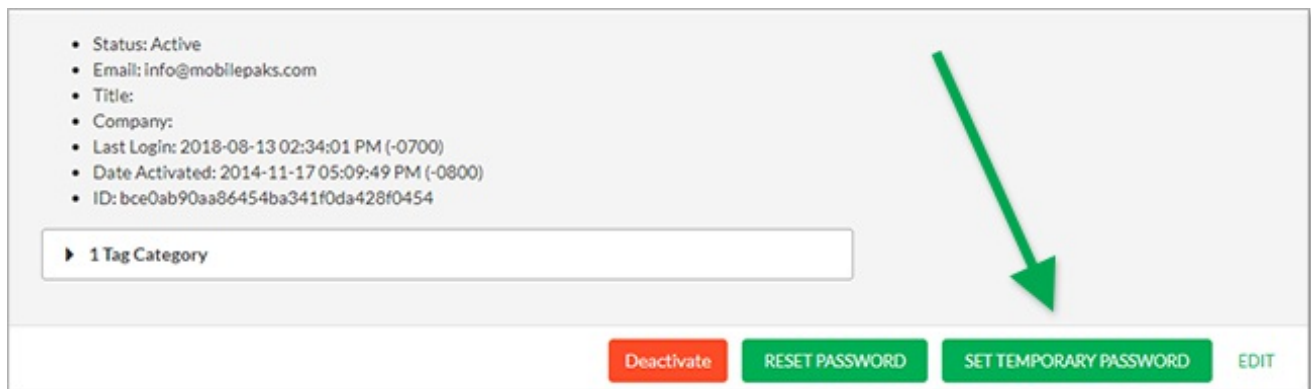 Status: Active
Email: info@mobilepaks.com
Title:
Company:
Last Login: 2018-08-13 02:34:01 PM (-0700)
Date Activated: 2014-11-17 05:09:49 PM (-0800)
ID: bce0ab90aa86454ba341f0da428f0454
1 Tag Category
Deactivate RESET PASSWORD SET TEMPORARY PASSWORD EDIT